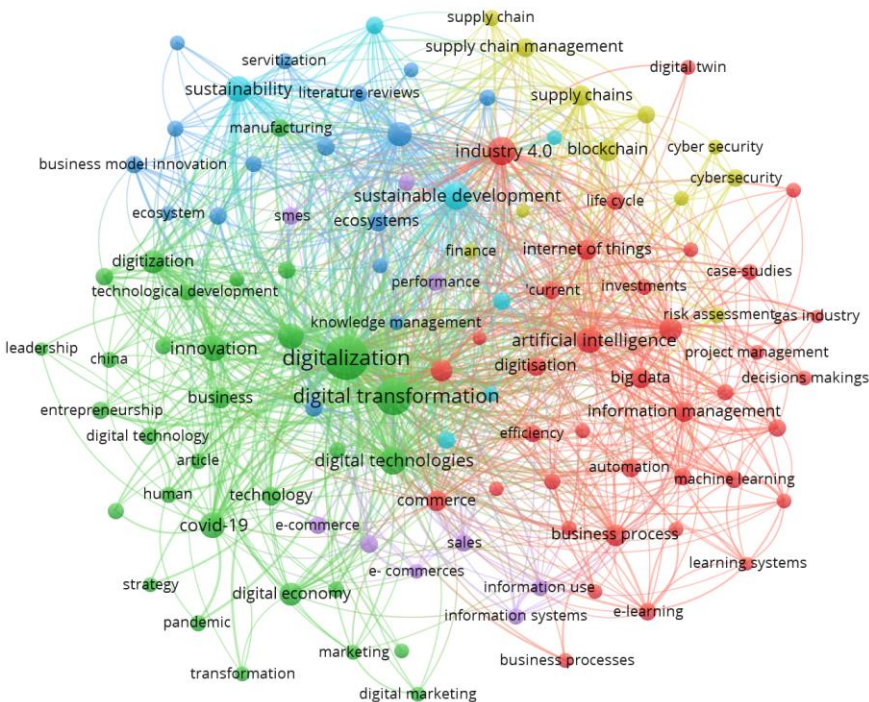 supply chain
supply chain management
servitization
digital twin
sustainability
literature reviews
supply chains
manufacturing
industry 4.0
blockchain
cyber security
business model innovation
sustainable development
life cycle
cybersecurity
ecosystem
smes
ecosystems
finance
internet of things
digitization
performance
case-studies
technological development
'current
investments
knowledge management
risk assessment
gas industry
leadership
innovation
artificial intelligence
china
digitalization
digitisation
project management
big data
decisions makings
business
digital transformation
entrepreneurship
information management
digital technology
efficiency
article
digital technologies
automation
machine learning
human
technology
commerce
covid-19
e-commerce
business process
sales
learning systems
strategy
e- commerces
digital economy
information use
pandemic
information systems
e-learning
marketing
business processes
transformation
digital marketing